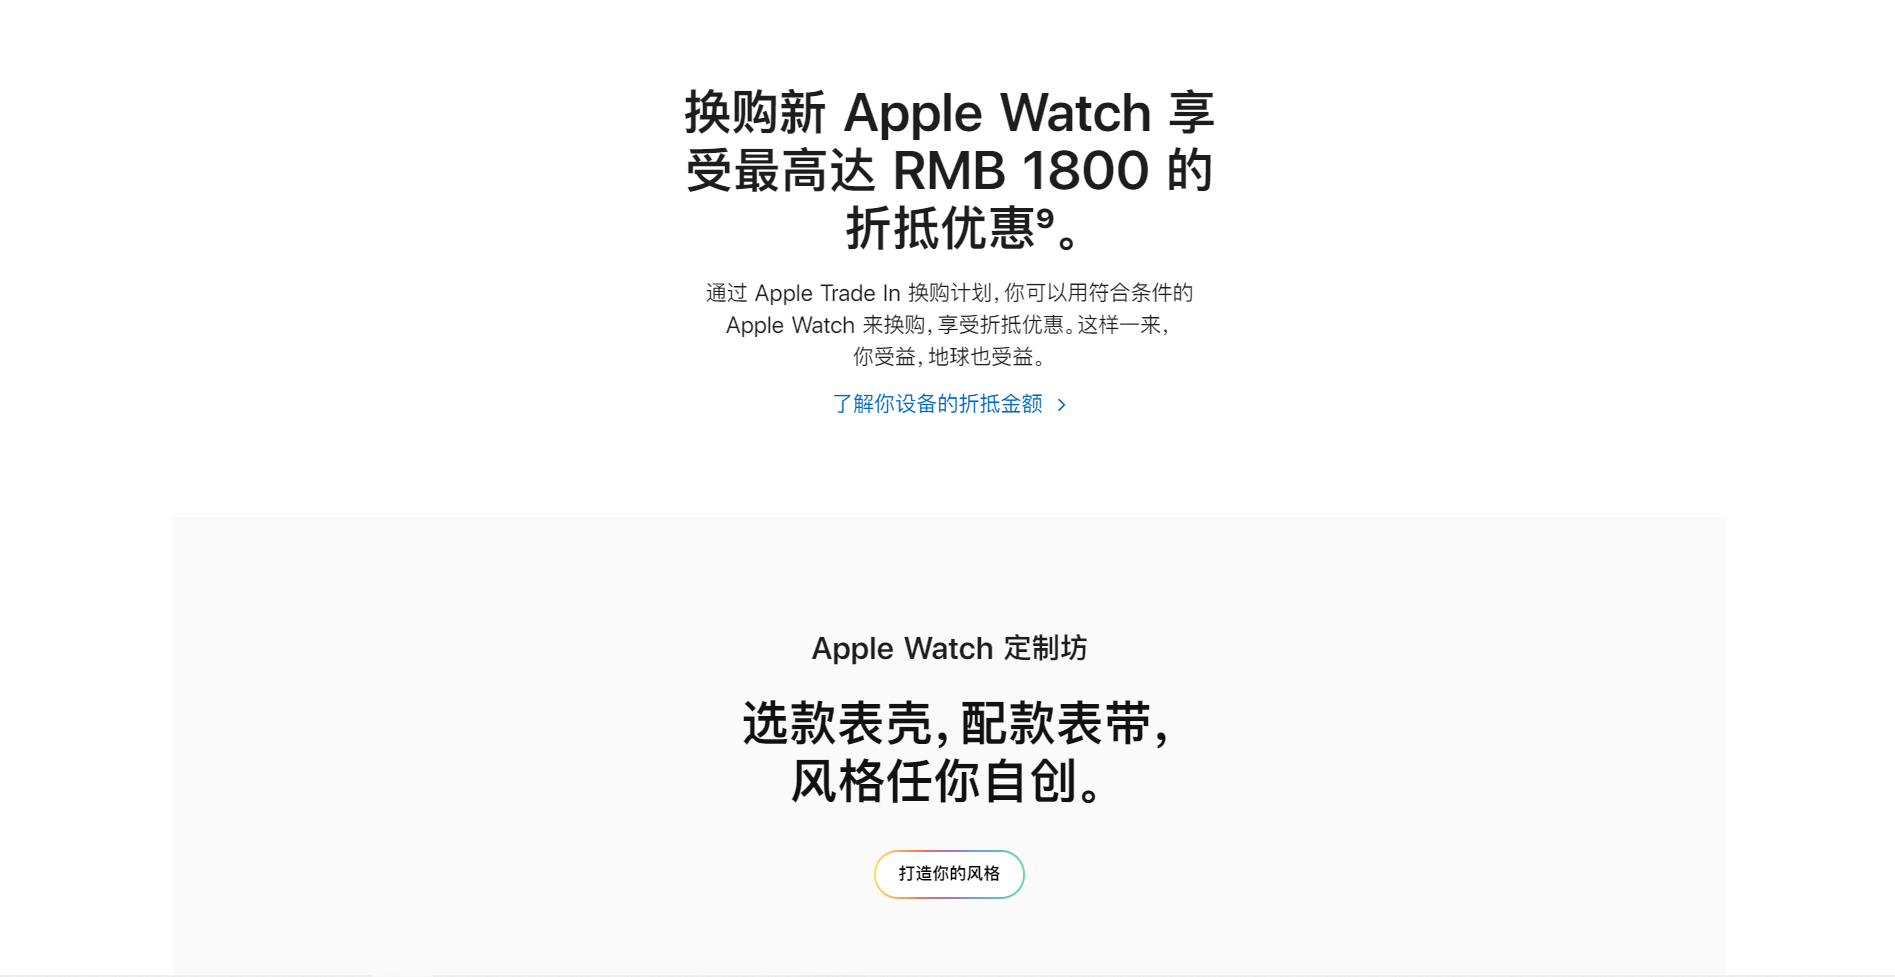 换购新 Apple Watch 享
受最高达 RMB 1800 的
折抵优惠⁹。
通过 Apple Trade In 换购计划，你可以用符合条件的
Apple Watch 来换购，享受折抵优惠。这样一来，
你受益，地球也受益。
了解你设备的折抵金额 >
Apple Watch 定制坊
选款表壳，配款表带，
风格任你自创。
打造你的风格